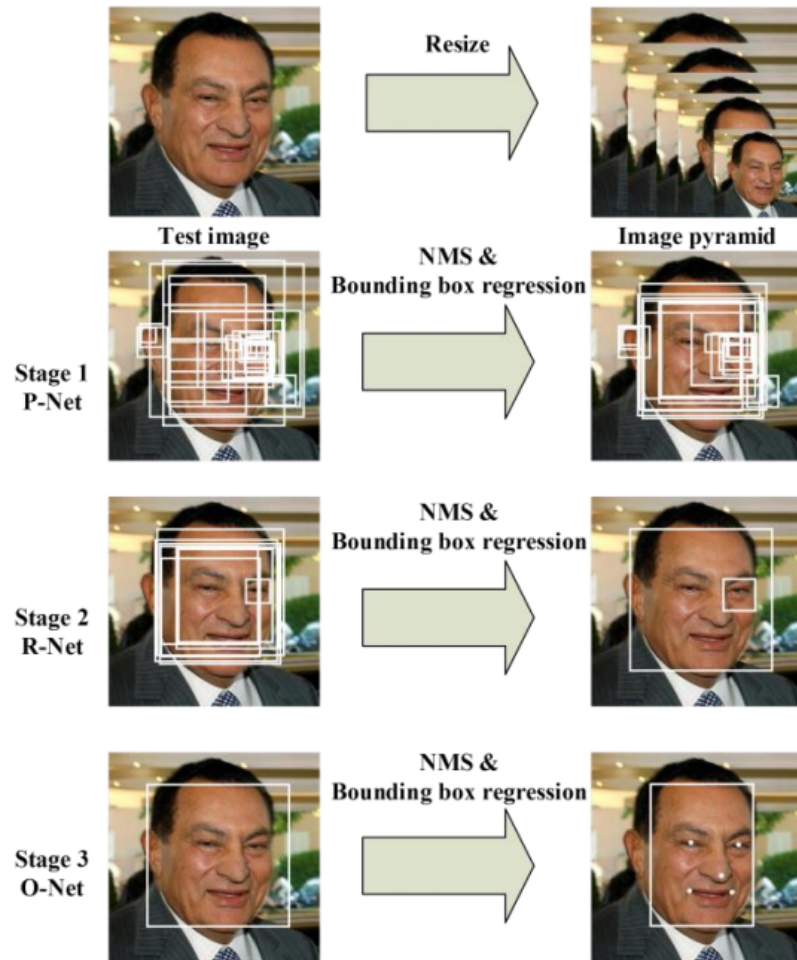 Resize
Test image
Image pyramid
NMS &
Bounding box regression
Stage 1
P-Net
NMS &
Bounding box regression
Stage 2
R-Net
NMS &
Bounding box regression
Stage 3
O-Net